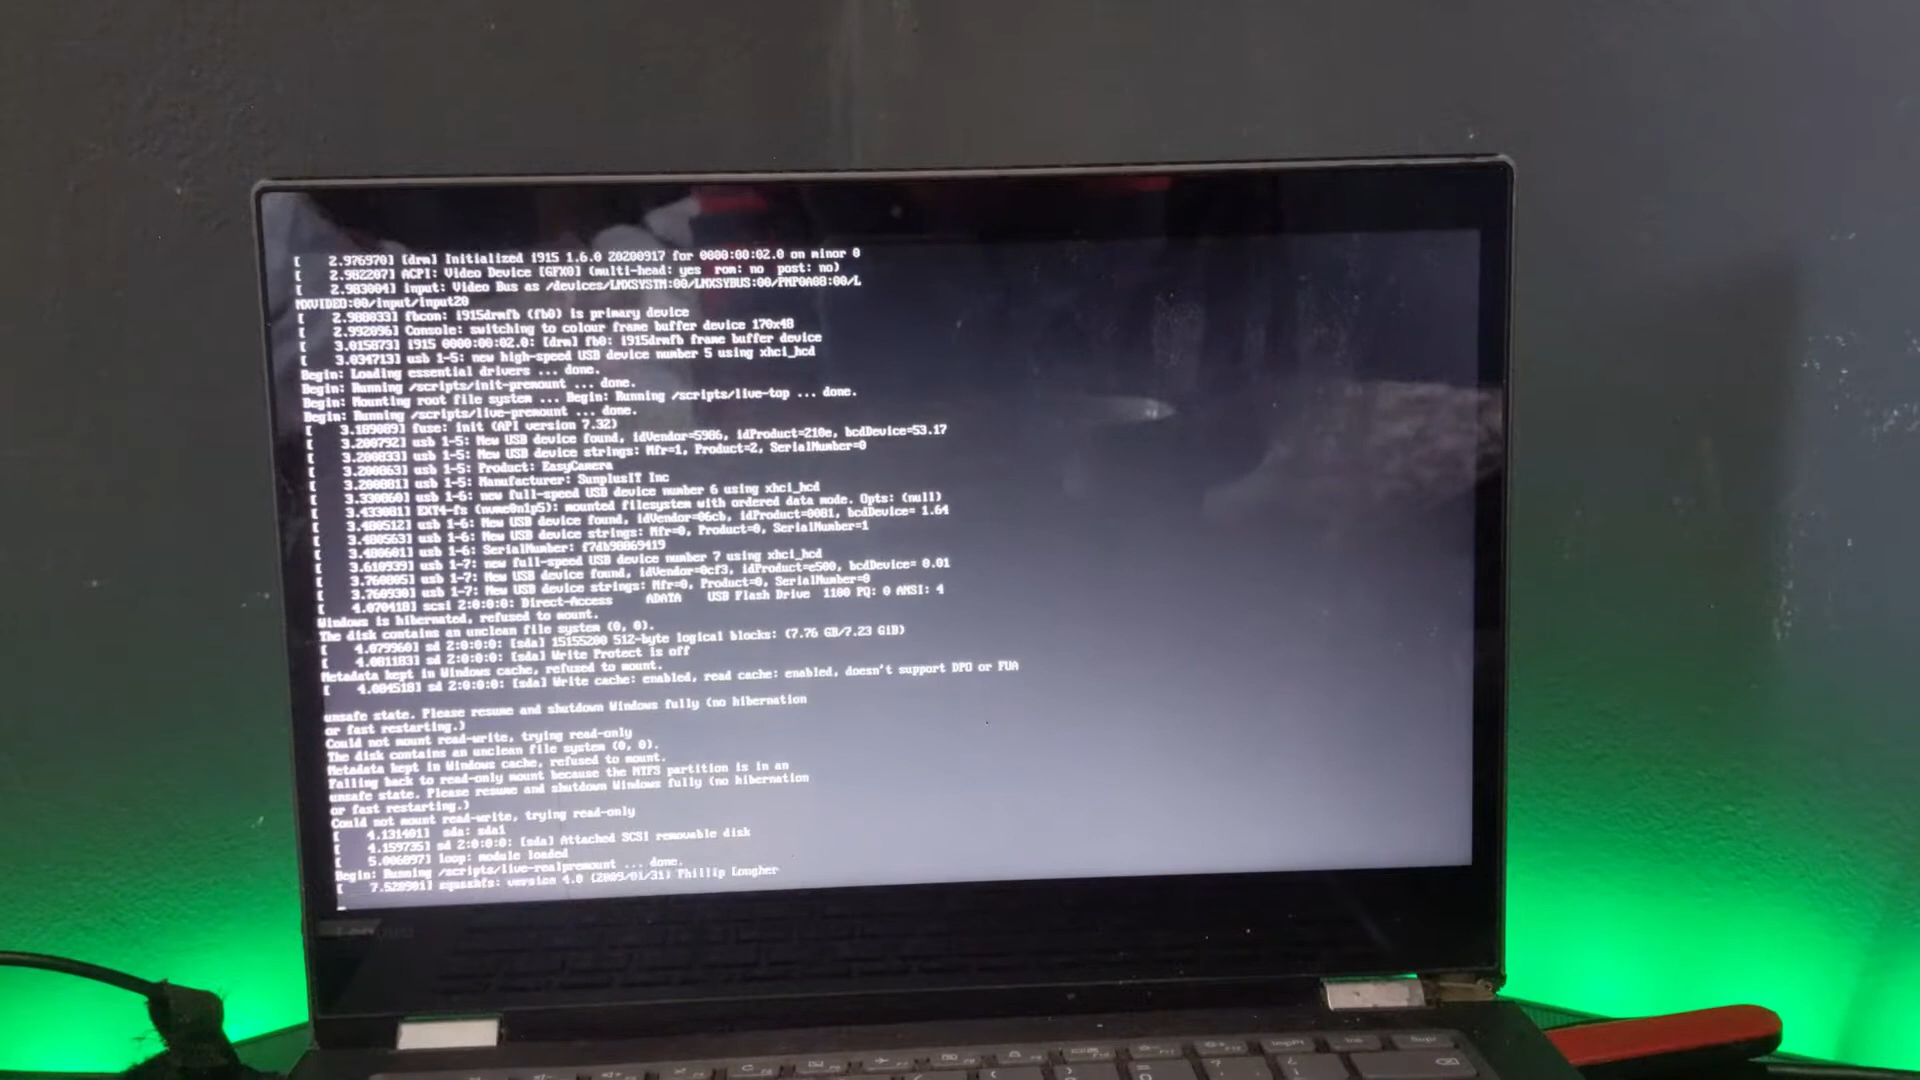 [    2.976970] [drm] Initialized i915 1.6.0 20200917 for 0000:00:02.0 on minor 0
[    2.982207] ACPI: Video Device [GFX0] (multi-head: yes  rom: no  post: no)
[    2.983004] input: Video Bus as /devices/LNXSYSTM:00/LNXSYBUS:00/PNP0A08:00/L
NXVIDEO:00/input/input20
[    2.988033] fbcon: i915drmfb (fb0) is primary device
[    2.992096] Console: switching to colour frame buffer device 170x48
[    3.015873] i915 0000:00:02.0: [drm] fb0: i915drmfb frame buffer device
[    3.034713] usb 1-5: new high-speed USB device number 5 using xhci_hcd
Begin: Loading essential drivers ... done.
Begin: Running /scripts/init-premount ... done.
Begin: Mounting root file system ... Begin: Running /scripts/live-top ... done.
Begin: Running /scripts/live-premount ... done.
[    3.189089] fuse: init (API version 7.32)
[    3.200792] usb 1-5: New USB device found, idVendor=5986, idProduct=210e, bcdDevice=53.17
[    3.200833] usb 1-5: New USB device strings: Mfr=1, Product=2, SerialNumber=0
[    3.200863] usb 1-5: Product: EasyCamera
[    3.200881] usb 1-5: Manufacturer: SunplusIT Inc
[    3.330860] usb 1-6: new full-speed USB device number 6 using xhci_hcd
[    3.433081] EXT4-fs (nvme0n1p5): mounted filesystem with ordered data mode. Opts: (null)
[    3.480512] usb 1-6: New USB device found, idVendor=06cb, idProduct=0081, bcdDevice= 1.64
[    3.480563] usb 1-6: New USB device strings: Mfr=0, Product=0, SerialNumber=1
[    3.480601] usb 1-6: SerialNumber: f7db98869419
[    3.610939] usb 1-7: new full-speed USB device number 7 using xhci_hcd
[    3.760805] usb 1-7: New USB device found, idVendor=0cf3, idProduct=e500, bcdDevice= 0.01
[    3.760930] usb 1-7: New USB device strings: Mfr=0, Product=0, SerialNumber=0
[    4.070418] scsi 2:0:0:0: Direct-Access     ADATA    USB Flash Drive  1100 PQ: 0 ANSI: 4
Windows is hibernated, refused to mount.
The disk contains an unclean file system (0, 0).
[    4.079960] sd 2:0:0:0: [sda] 15155200 512-byte logical blocks: (7.76 GB/7.23 GiB)
[    4.081183] sd 2:0:0:0: [sda] Write Protect is off
Metadata kept in Windows cache, refused to mount.
[    4.084518] sd 2:0:0:0: [sda] Write cache: enabled, read cache: enabled, doesn't support DPO or FUA
unsafe state. Please resume and shutdown Windows fully (no hibernation
or fast restarting.)
Could not mount read-write, trying read-only
The disk contains an unclean file system (0, 0).
Metadata kept in Windows cache, refused to mount.
Falling back to read-only mount because the NTFS partition is in an
unsafe state. Please resume and shutdown Windows fully (no hibernation
or fast restarting.)
Could not mount read-write, trying read-only
[    4.131401]  sda: sda1
[    4.159735] sd 2:0:0:0: [sda] Attached SCSI removable disk
[    5.006897] loop: module loaded
Begin: Running /scripts/live-realpremount ... done.
[    7.520901] squashfs: version 4.0 (2009/01/31) Phillip Lougher
Lenovo